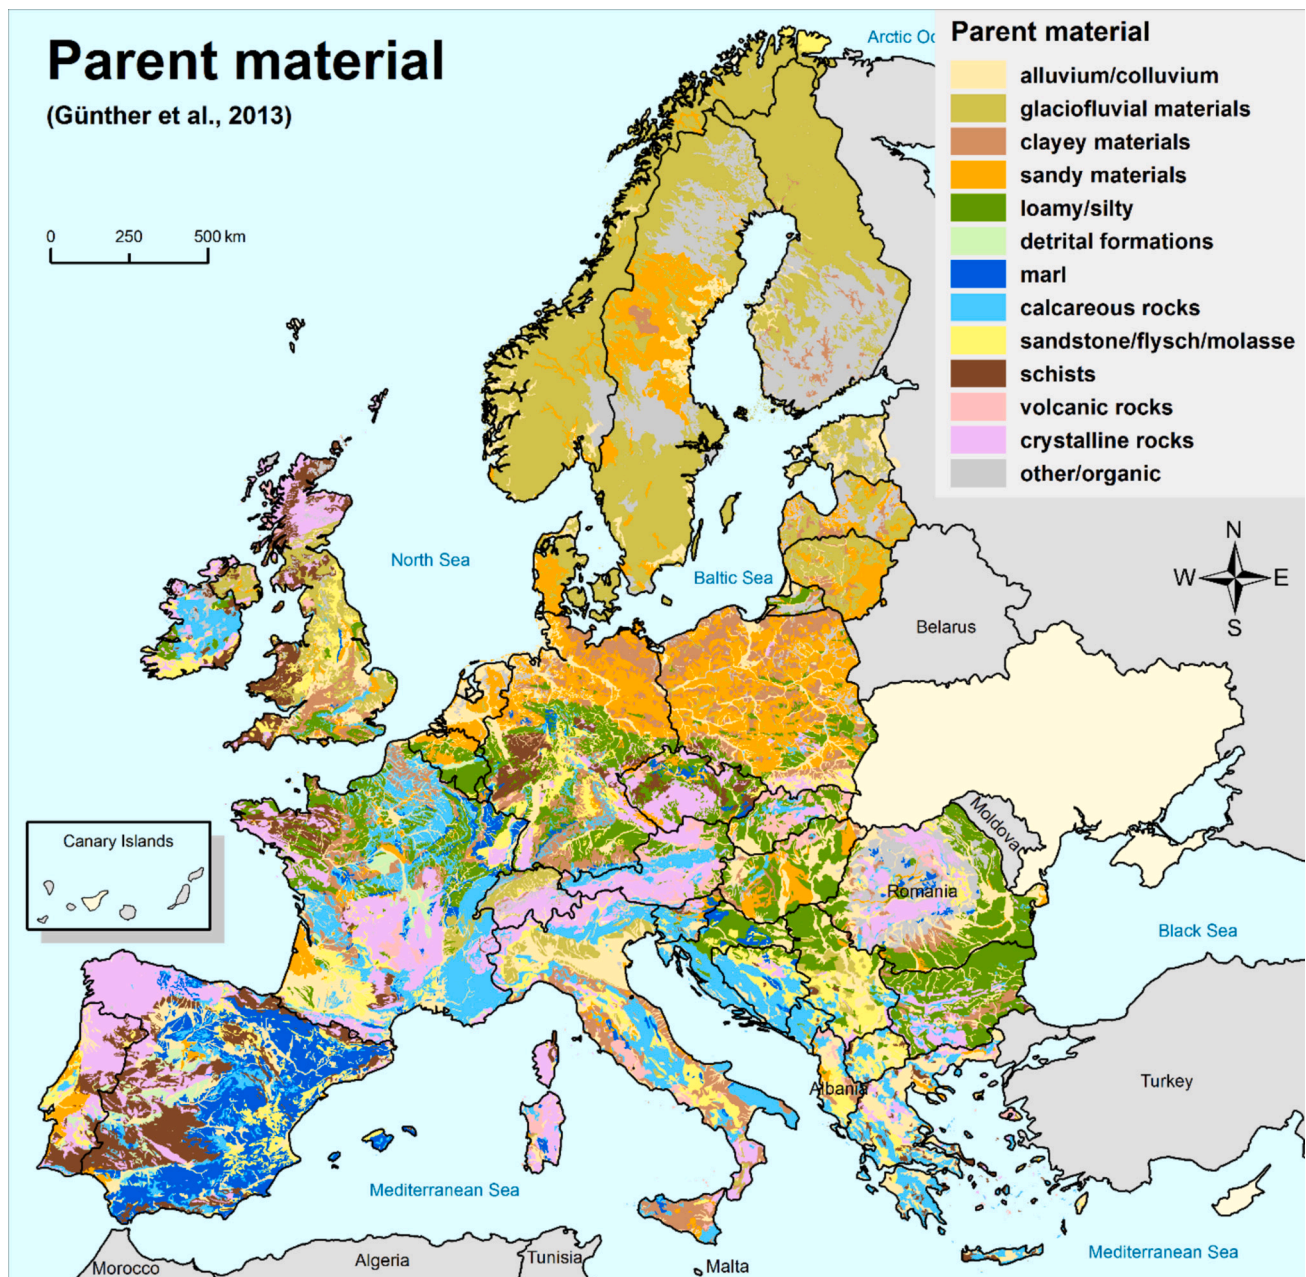 Parent material
(Günther et al., 2013)
0 250 500 km
Arctic Oc
Parent material
alluvium/colluvium
glaciofluvial materials
clayey materials
sandy materials
loamy/silty
detrital formations
marl
calcareous rocks
sandstone/flysch/molasse
schists
volcanic rocks
crystalline rocks
other/organic
N
W E
S
North Sea
Baltic Sea
Belarus
Moldova
Canary Islands
Romania
Black Sea
Albania
Turkey
Mediterranean Sea
Mediterranean Sea
Morocco
Algeria
Tunisia
Malta